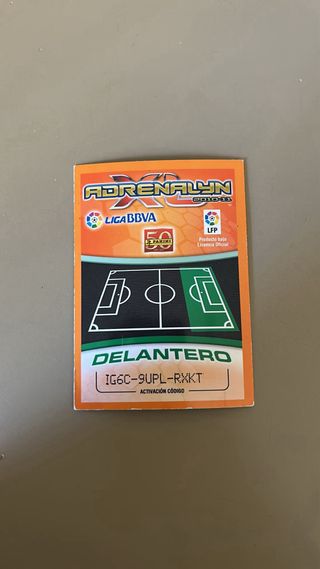 ADRENALYN
XL
2010-11
LIGA BBVA
50
PANINI
LFP
Producto bajo
Licencia Oficial
DELANTERO
IG6C-9UPL-RXKT
ACTIVACIÓN CÓDIGO